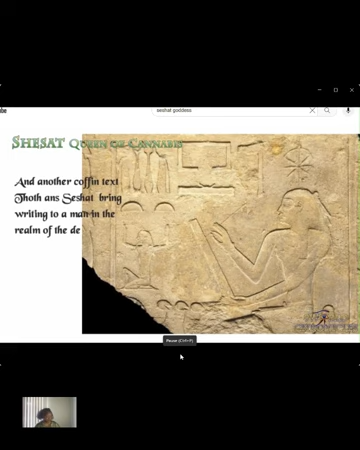 be
seshat goddess
SHESAT QUEEN OF CANNABIS
And another coffin text
Thoth ans Seshat bring
writing to a man in the
realm of the de
Pause (Ctrl+P)